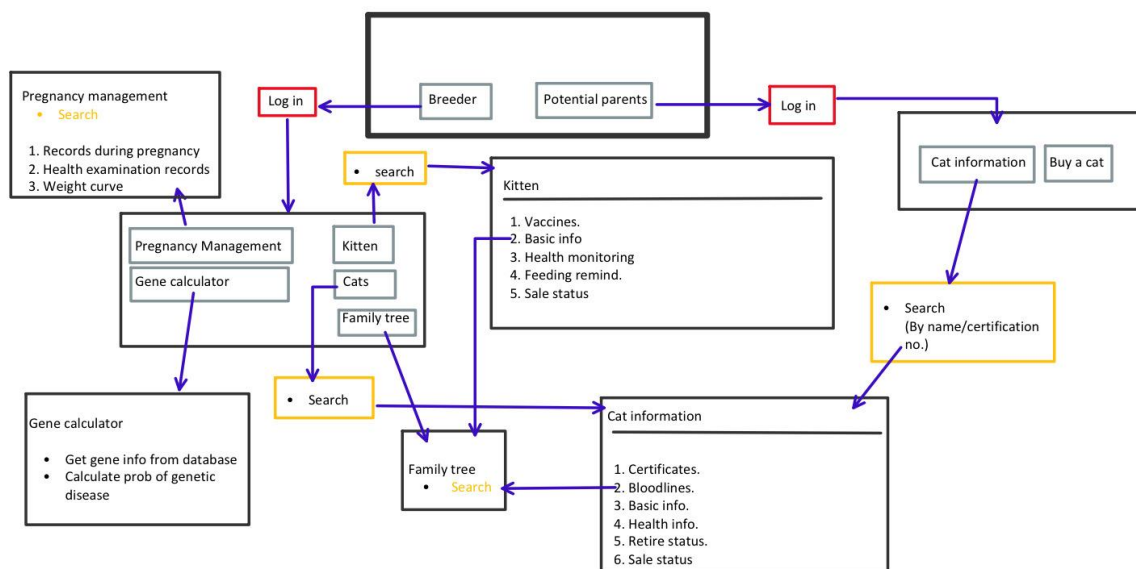 Breeder
Potential parents
Log in
Log in
Pregnancy management
• Search
1. Records during pregnancy
2. Health examination records
3. Weight curve
• search
Kitten
1. Vaccines.
2. Basic info
3. Health monitoring
4. Feeding remind.
5. Sale status
Cat information
Buy a cat
Pregnancy Management
Kitten
Gene calculator
Cats
Family tree
• Search
(By name/certification
no.)
• Search
Gene calculator
• Get gene info from database
• Calculate prob of genetic
disease
Family tree
• Search
Cat information
1. Certificates.
2. Bloodlines.
3. Basic info.
4. Health info.
5. Retire status.
6. Sale status